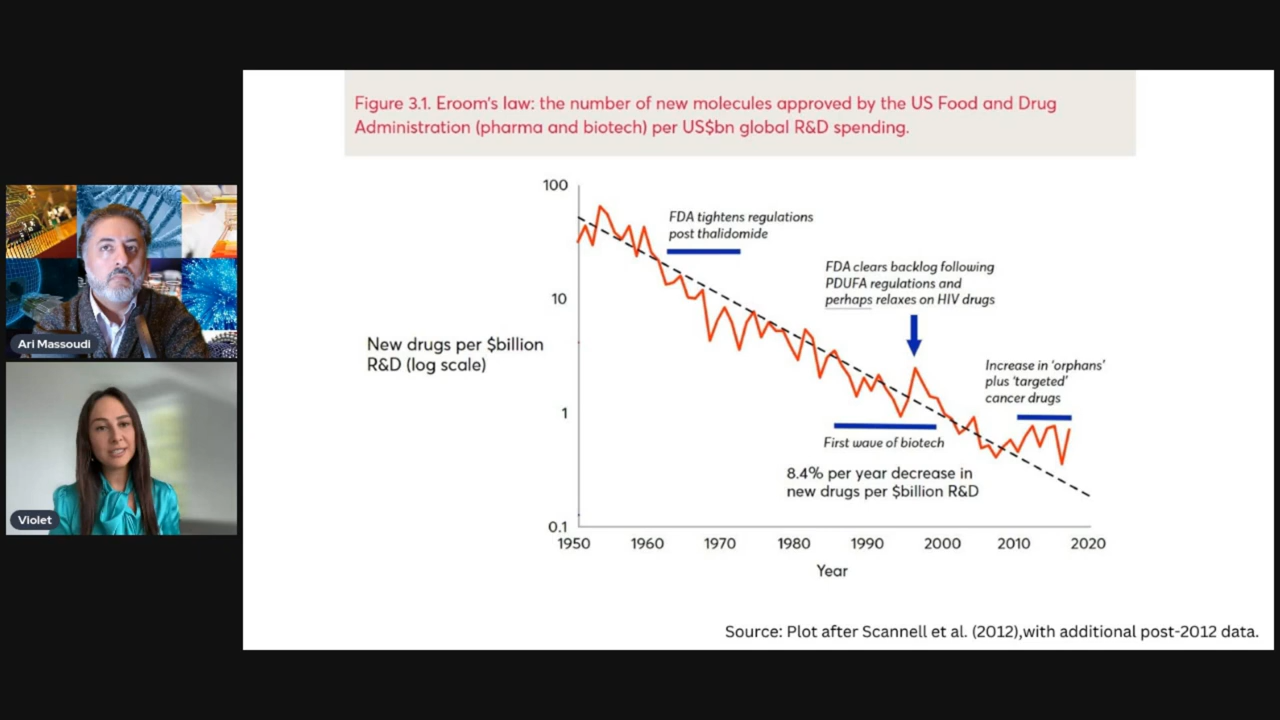 Figure 3.1. Eroom's law: the number of new molecules approved by the US Food and Drug
Administration (pharma and biotech) per US$bn global R&D spending.
100
10
1
0.1
New drugs per $billion
R&D (log scale)
FDA tightens regulations
post thalidomide
FDA clears backlog following
PDUFA regulations and
perhaps relaxes on HIV drugs
Increase in 'orphans'
plus 'targeted'
cancer drugs
First wave of biotech
8.4% per year decrease in
new drugs per $billion R&D
1950 1960 1970 1980 1990 2000 2010 2020
Year
Source: Plot after Scannell et al. (2012),with additional post-2012 data.
Ari Massoudi
Violet